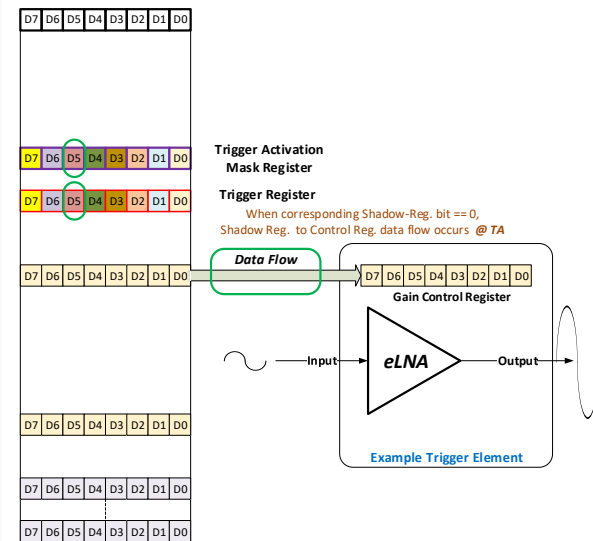 D7 D6 D5 D4 D3 D2 D1 D0
D7 D6 D5 D4 D3 D2 D1 D0
Trigger Activation
Mask Register
D7 D6 D5 D4 D3 D2 D1 D0
Trigger Register
When corresponding Shadow-Reg. bit == 0,
Shadow Reg. to Control Reg. data flow occurs @ TA
D7 D6 D5 D4 D3 D2 D1 D0
Data Flow
D7 D6 D5 D4 D3 D2 D1 D0
Gain Control Register
Input
eLNA
Output
Example Trigger Element
D7 D6 D5 D4 D3 D2 D1 D0
D7 D6 D5 D4 D3 D2 D1 D0
D7 D6 D5 D4 D3 D2 D1 D0